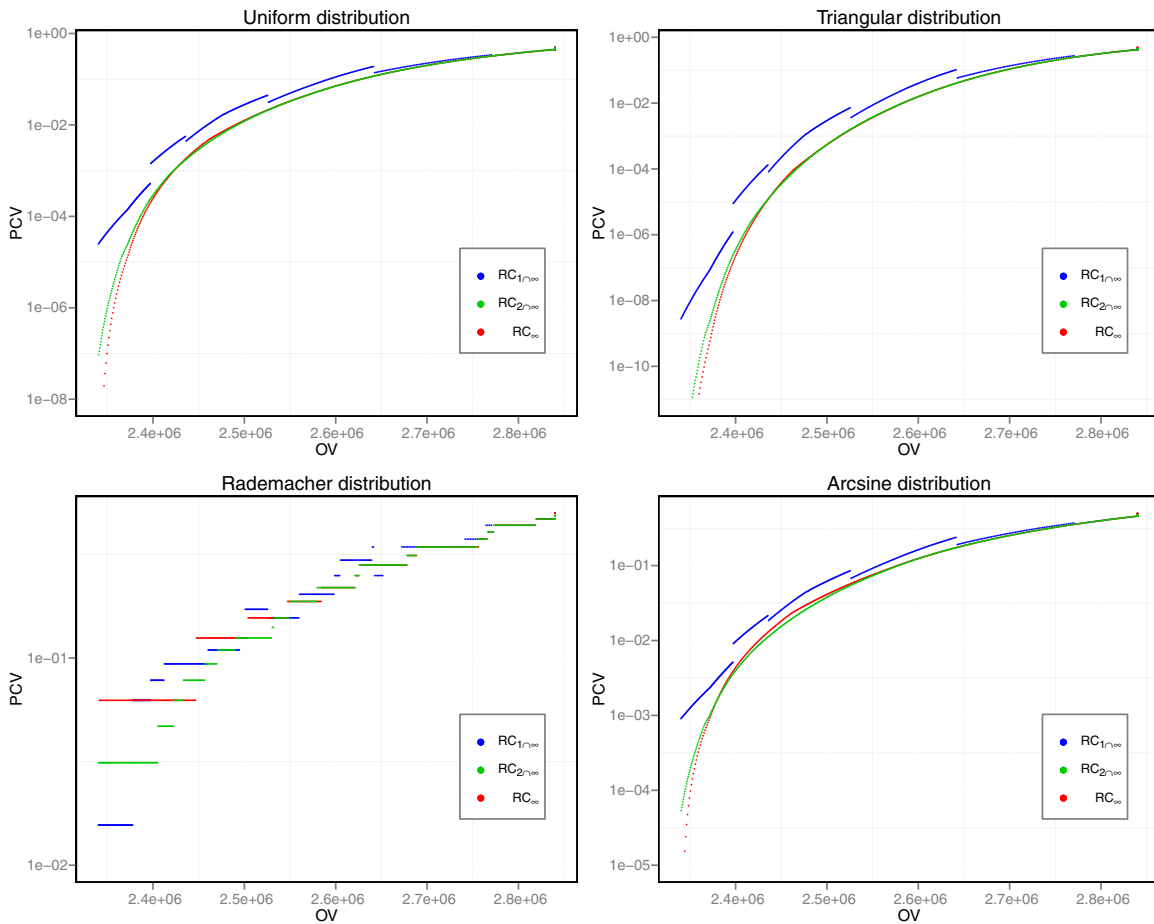 Uniform distribution
PCV
1e+00
1e−02
1e−04
1e−06
1e−08
2.4e+06 2.5e+06 2.6e+06 2.7e+06 2.8e+06
OV
RC1∩∞
RC2∩∞
RC∞
Triangular distribution
PCV
1e+00
1e−02
1e−04
1e−06
1e−08
1e−10
2.4e+06 2.5e+06 2.6e+06 2.7e+06 2.8e+06
OV
RC1∩∞
RC2∩∞
RC∞
Rademacher distribution
PCV
1e−01
1e−02
2.4e+06 2.5e+06 2.6e+06 2.7e+06 2.8e+06
OV
RC1∩∞
RC2∩∞
RC∞
Arcsine distribution
PCV
1e−01
1e−02
1e−03
1e−04
1e−05
2.4e+06 2.5e+06 2.6e+06 2.7e+06 2.8e+06
OV
RC1∩∞
RC2∩∞
RC∞